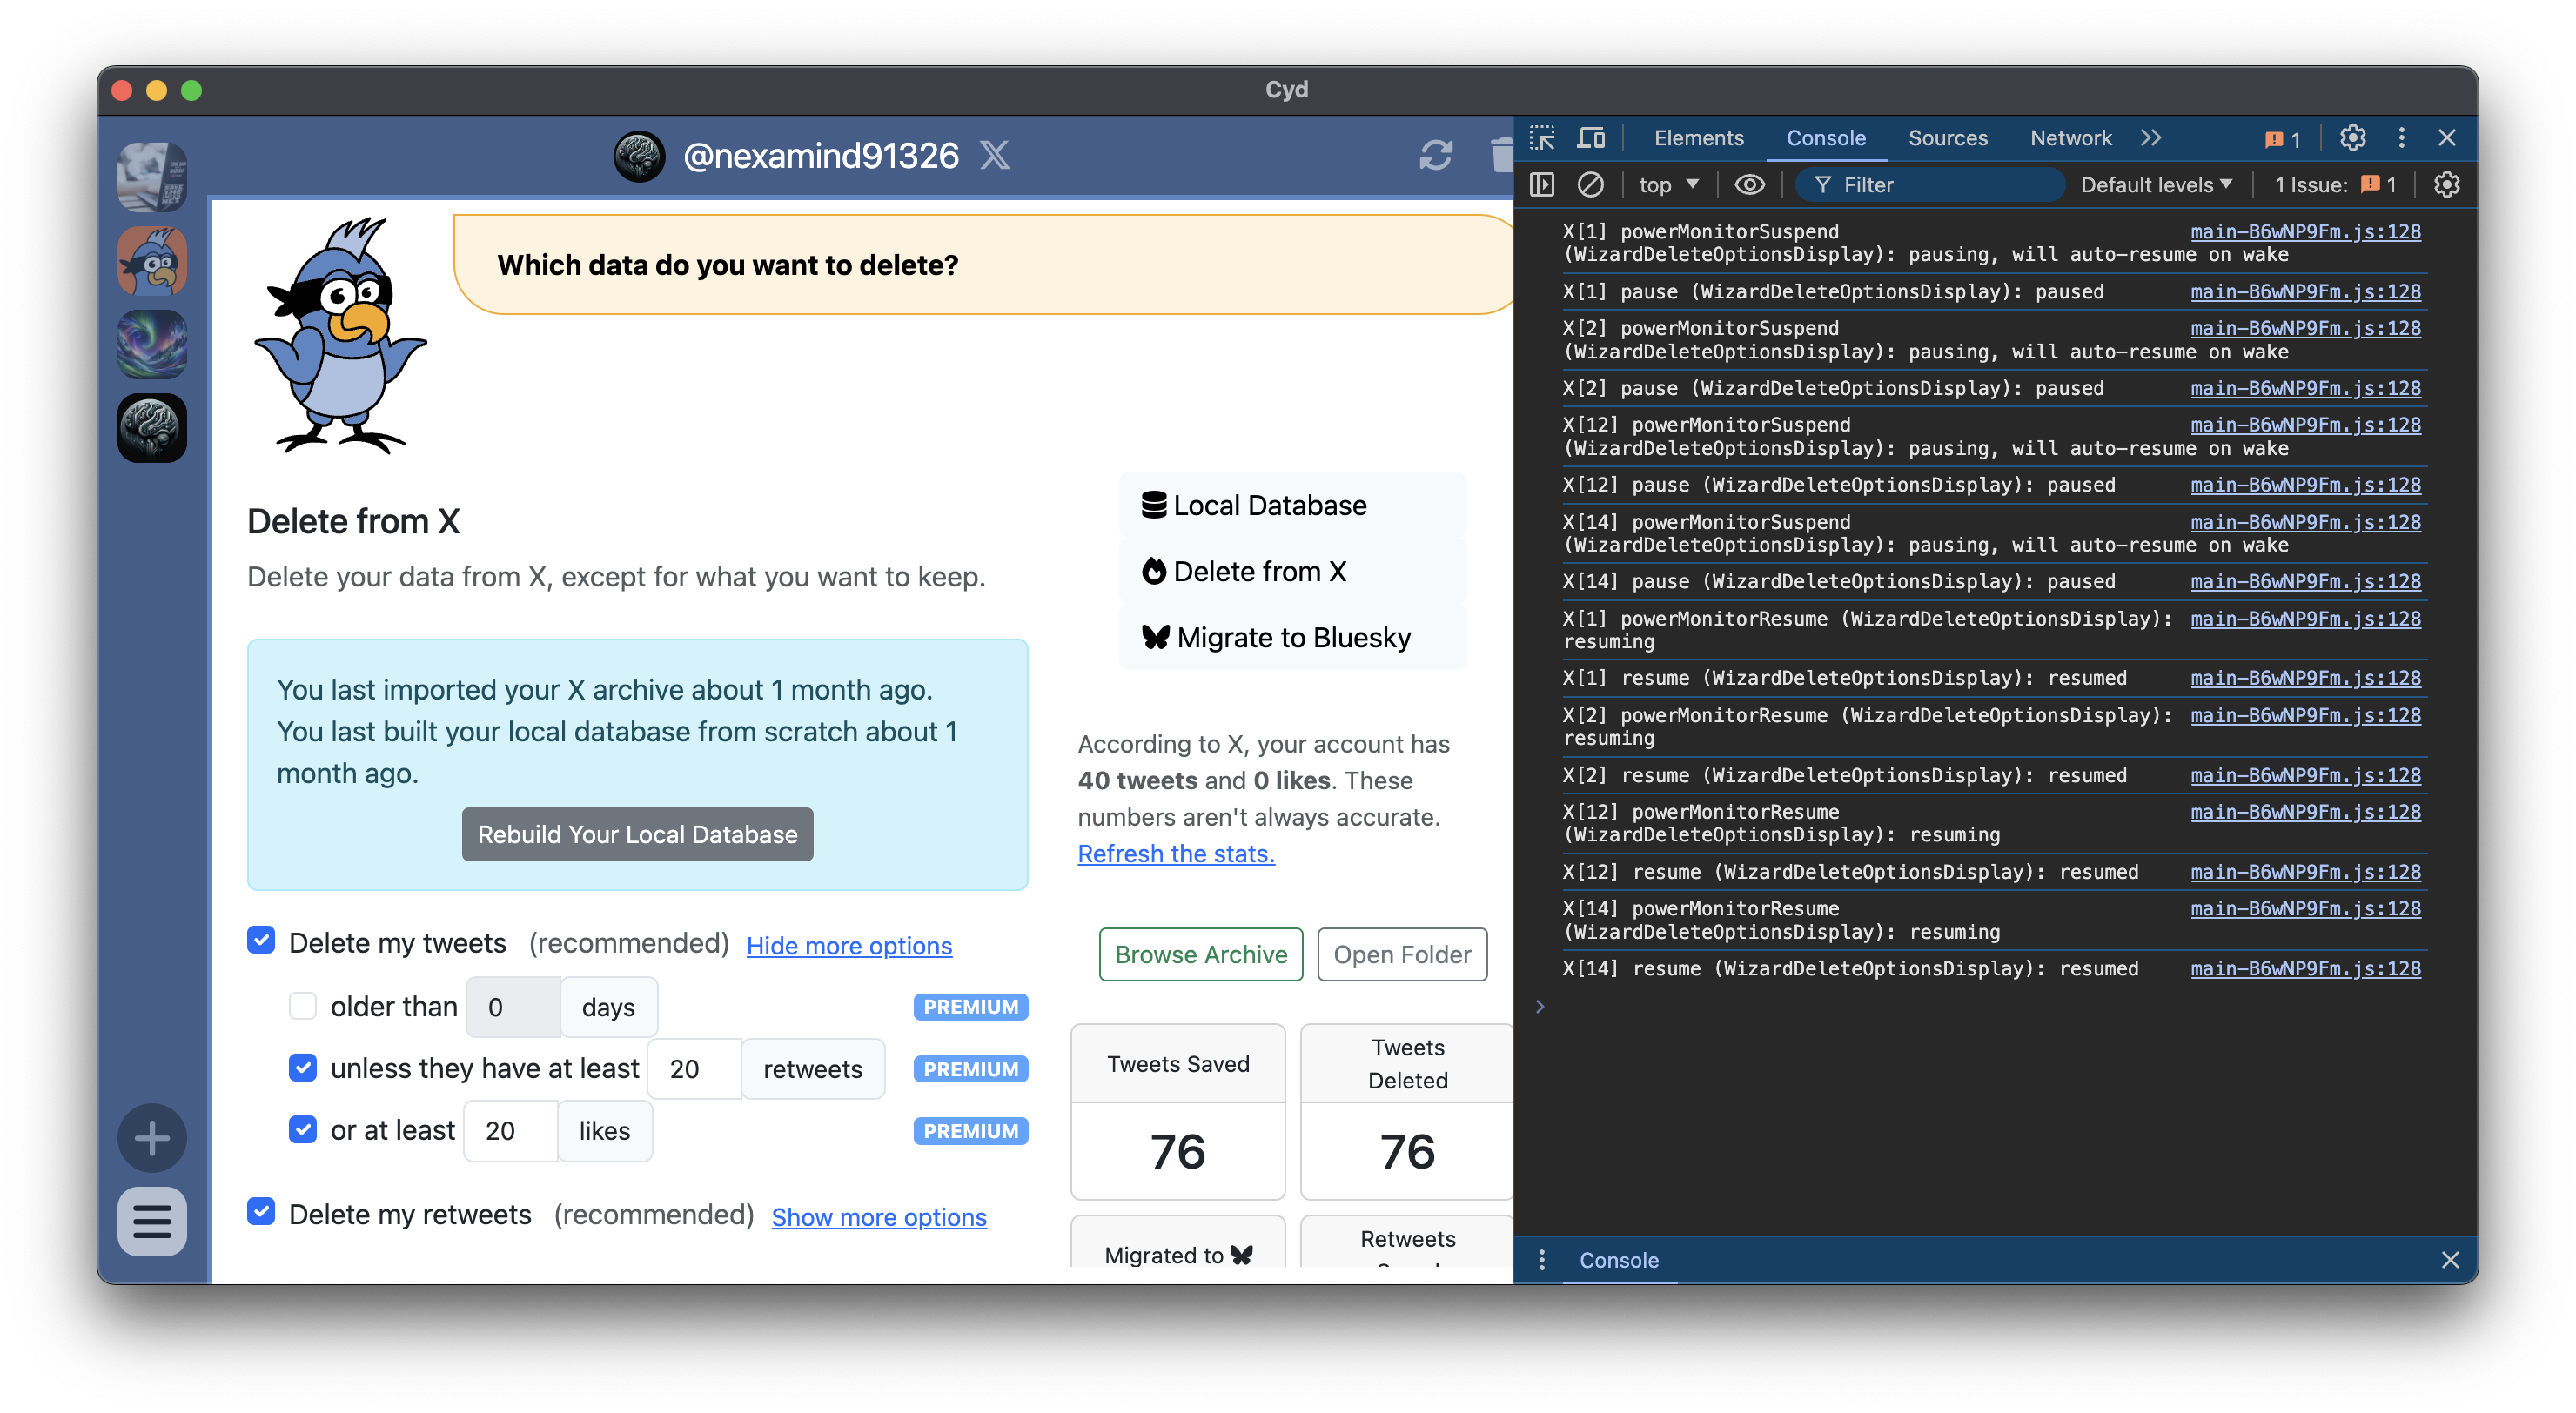 Cyd
@nexamind91326
Which data do you want to delete?
Delete from X
Delete your data from X, except for what you want to keep.
You last imported your X archive about 1 month ago.
You last built your local database from scratch about 1
month ago.
Rebuild Your Local Database
Delete my tweets (recommended) Hide more options
older than 0 days PREMIUM
unless they have at least 20 retweets PREMIUM
or at least 20 likes PREMIUM
Delete my retweets (recommended) Show more options
Local Database
Delete from X
Migrate to Bluesky
According to X, your account has
40 tweets and 0 likes. These
numbers aren't always accurate.
Refresh the stats.
Browse Archive Open Folder
Tweets Saved
76
Tweets
Deleted
76
Migrated to
Retweets
Elements Console Sources Network 1
top Filter Default levels 1 Issue: 1
X[1] powerMonitorSuspend main-B6wNP9Fm.js:128
(WizardDeleteOptionsDisplay): pausing, will auto-resume on wake
X[1] pause (WizardDeleteOptionsDisplay): paused main-B6wNP9Fm.js:128
X[2] powerMonitorSuspend main-B6wNP9Fm.js:128
(WizardDeleteOptionsDisplay): pausing, will auto-resume on wake
X[2] pause (WizardDeleteOptionsDisplay): paused main-B6wNP9Fm.js:128
X[12] powerMonitorSuspend main-B6wNP9Fm.js:128
(WizardDeleteOptionsDisplay): pausing, will auto-resume on wake
X[12] pause (WizardDeleteOptionsDisplay): paused main-B6wNP9Fm.js:128
X[14] powerMonitorSuspend main-B6wNP9Fm.js:128
(WizardDeleteOptionsDisplay): pausing, will auto-resume on wake
X[14] pause (WizardDeleteOptionsDisplay): paused main-B6wNP9Fm.js:128
X[1] powerMonitorResume (WizardDeleteOptionsDisplay): main-B6wNP9Fm.js:128
resuming
X[1] resume (WizardDeleteOptionsDisplay): resumed main-B6wNP9Fm.js:128
X[2] powerMonitorResume (WizardDeleteOptionsDisplay): main-B6wNP9Fm.js:128
resuming
X[2] resume (WizardDeleteOptionsDisplay): resumed main-B6wNP9Fm.js:128
X[12] powerMonitorResume main-B6wNP9Fm.js:128
(WizardDeleteOptionsDisplay): resuming
X[12] resume (WizardDeleteOptionsDisplay): resumed main-B6wNP9Fm.js:128
X[14] powerMonitorResume main-B6wNP9Fm.js:128
(WizardDeleteOptionsDisplay): resuming
X[14] resume (WizardDeleteOptionsDisplay): resumed main-B6wNP9Fm.js:128
Console